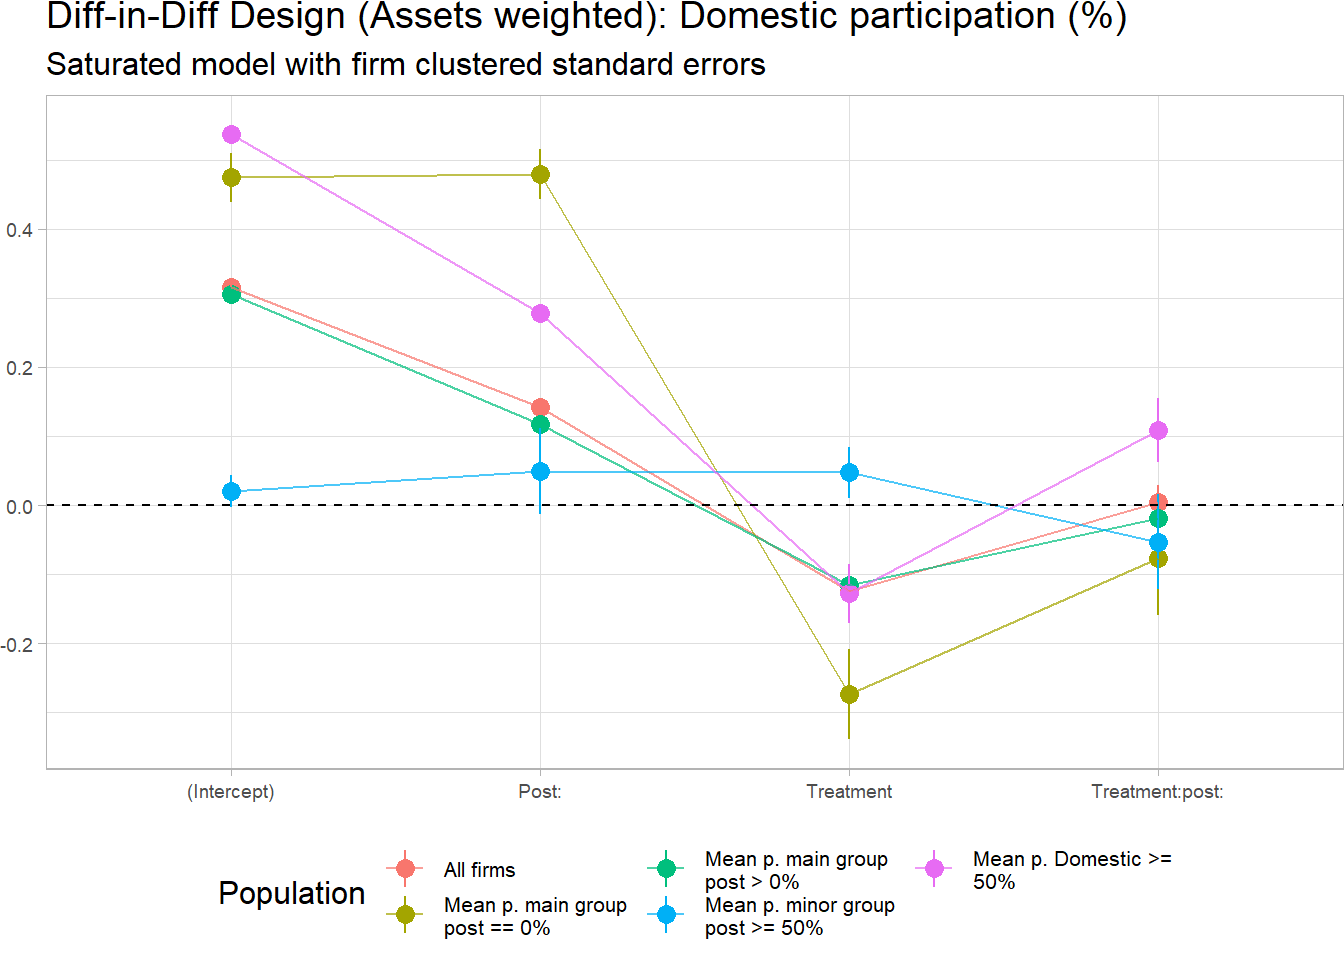 Diff-in-Diff Design (Assets weighted): Domestic participation (%)
Saturated model with firm clustered standard errors
0.4
0.2
0.0
-0.2
(Intercept)
Post:
Treatment
Treatment:post:
Population
All firms
Mean p. main group
post == 0%
Mean p. main group
post > 0%
Mean p. minor group
post >= 50%
Mean p. Domestic >=
50%